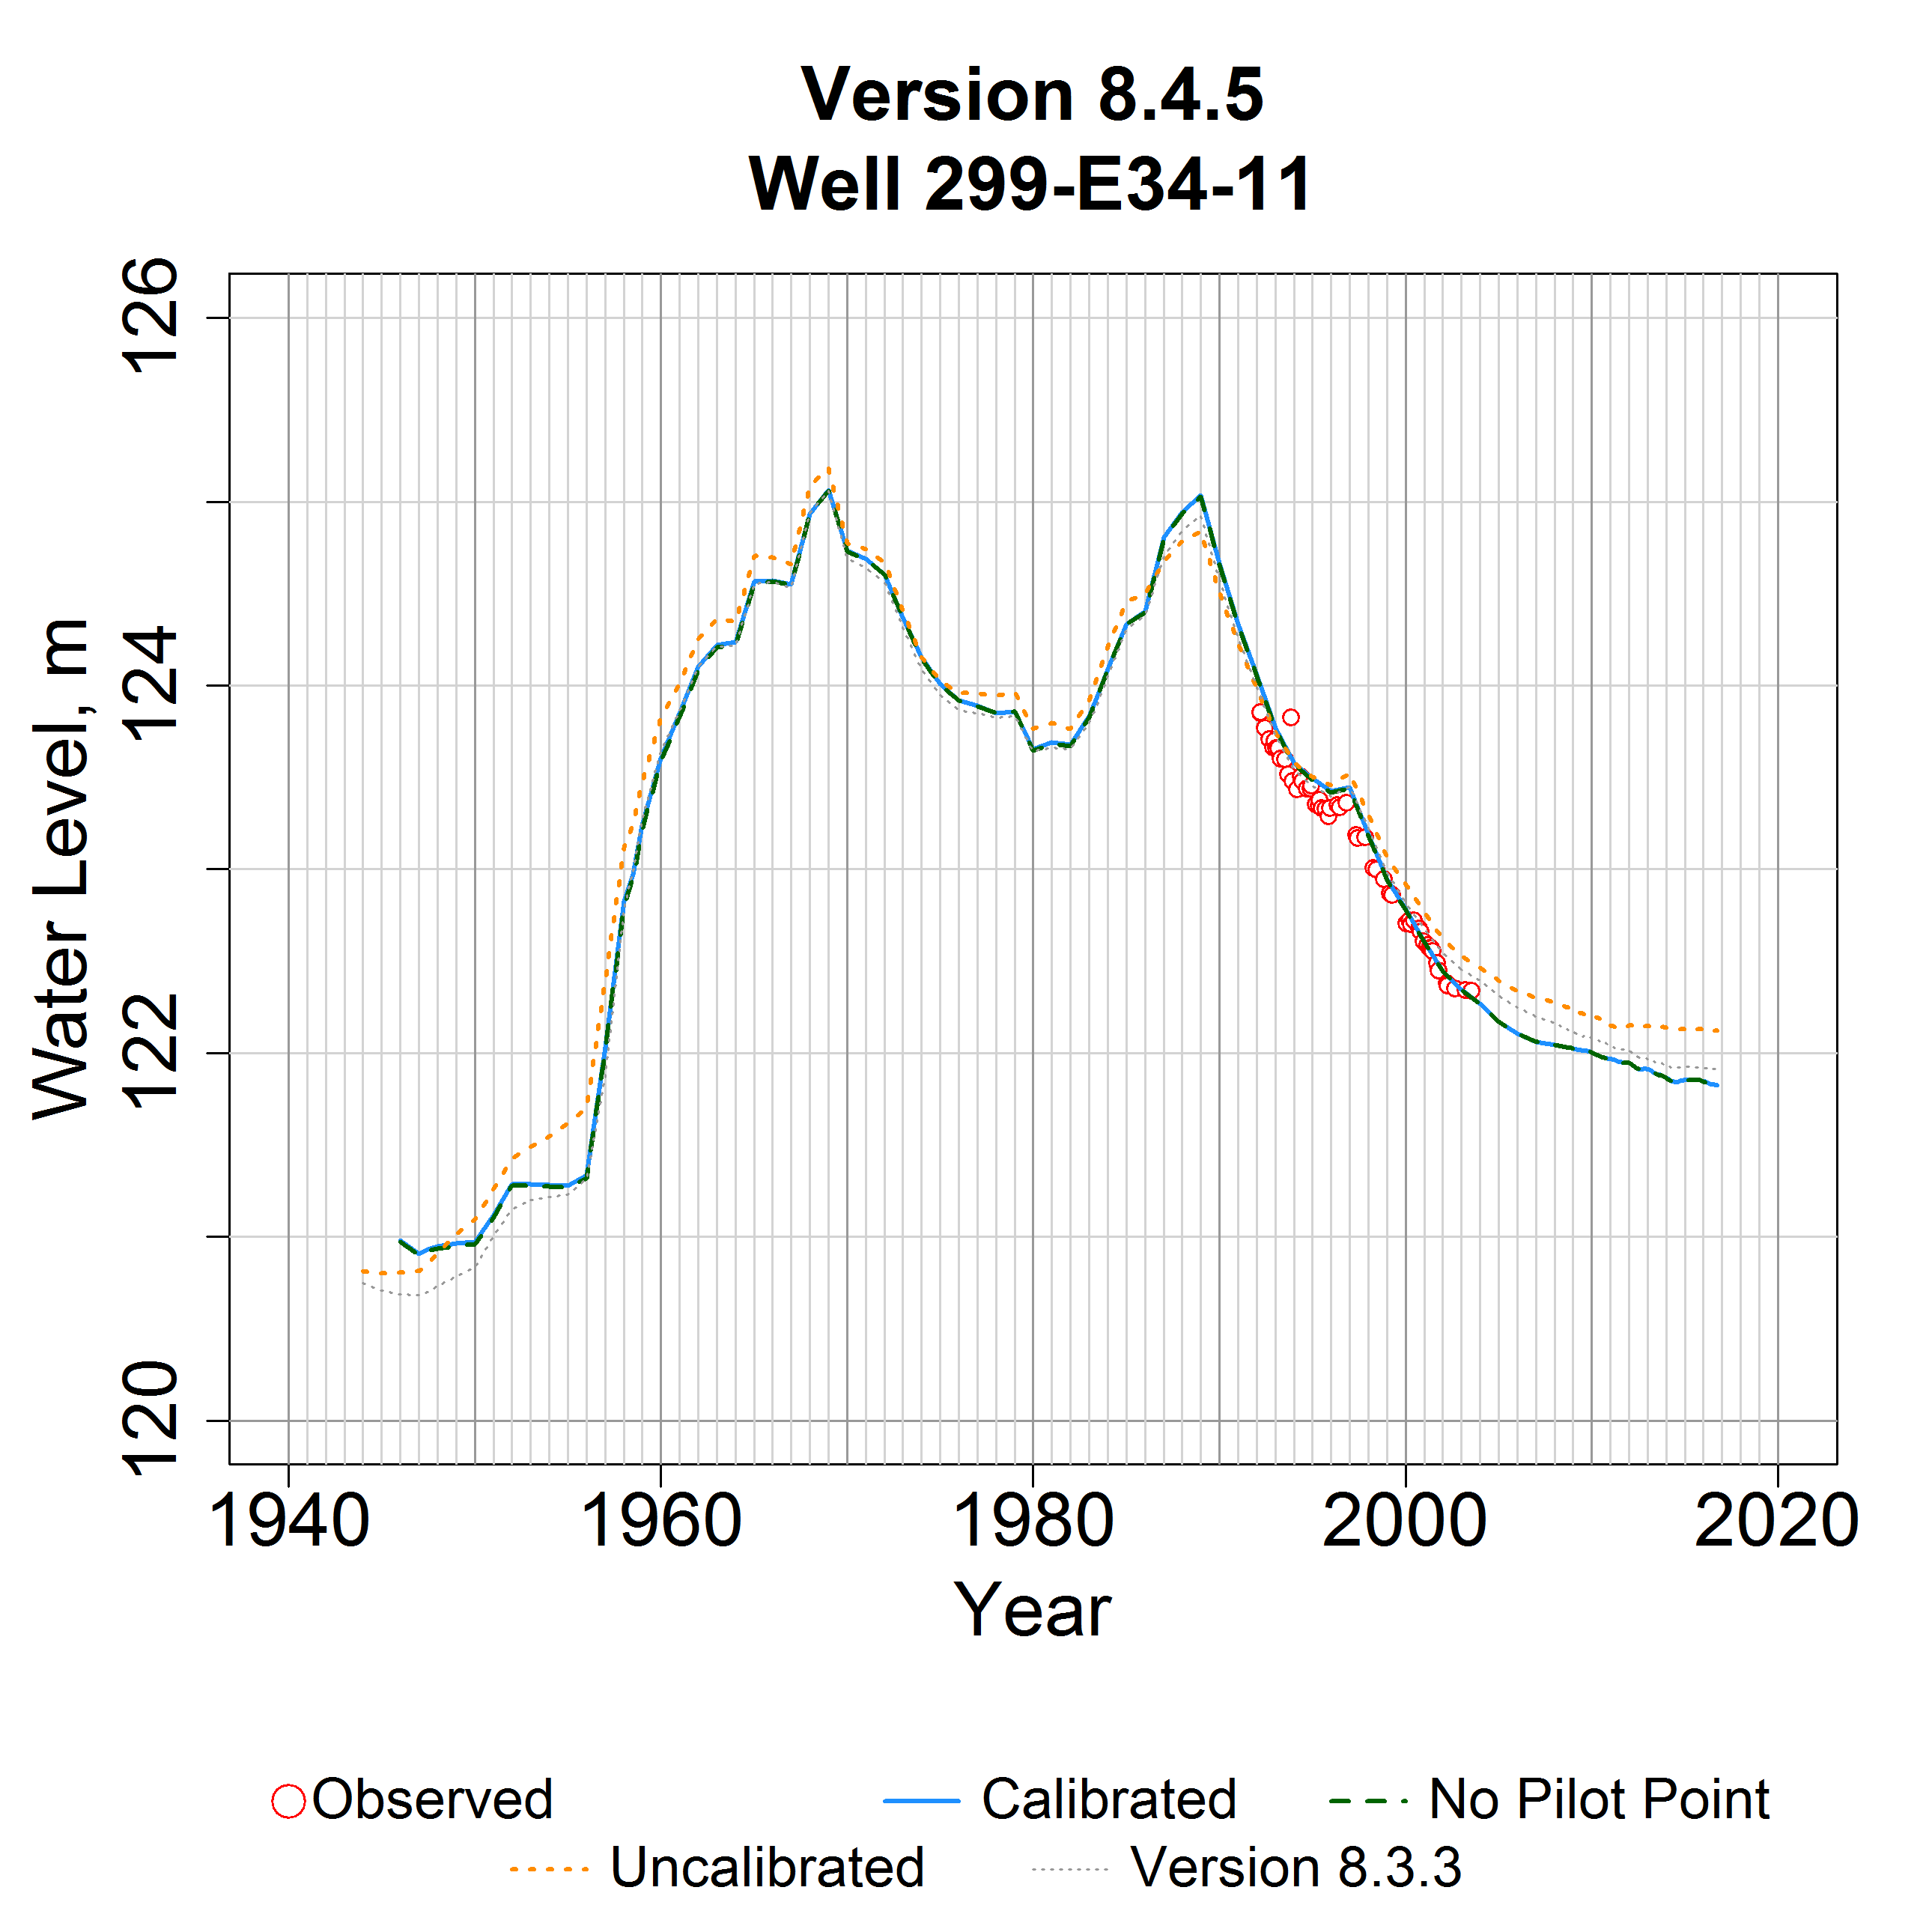 Version 8.4.5
Well 299-E34-11
Water Level, m
126
124
122
120
1940 1960 1980 2000 2020
Year
Observed Calibrated No Pilot Point
Uncalibrated Version 8.3.3